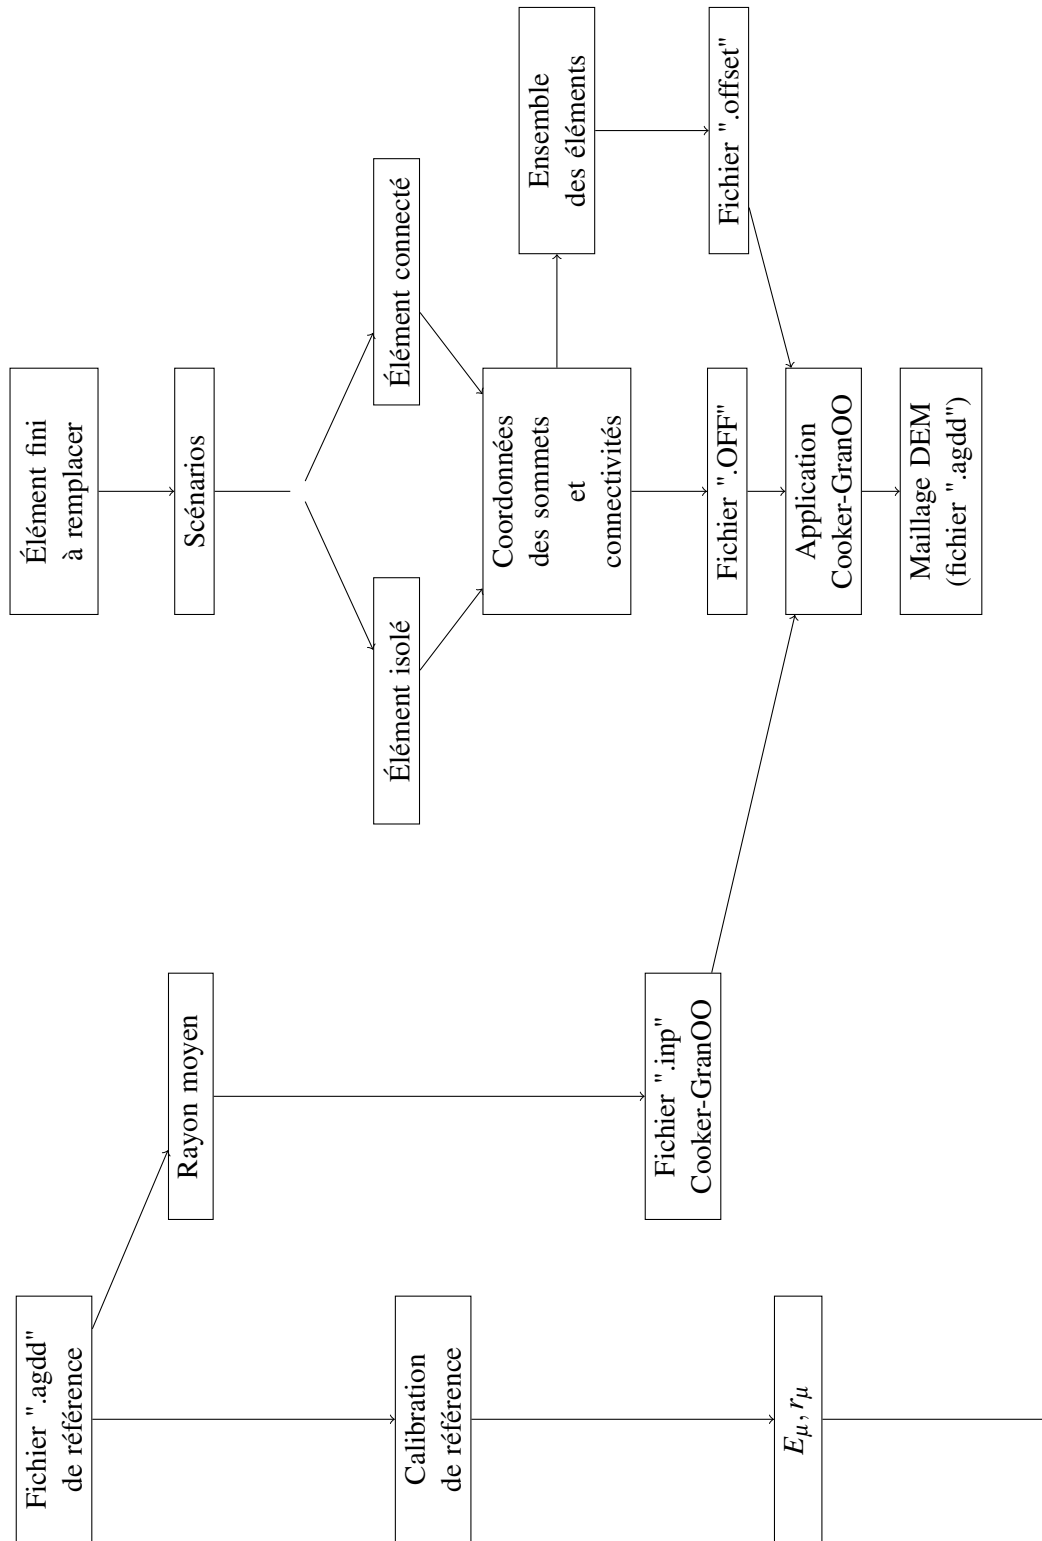 Fichier ".agdd"
de référence
Calibration
de référence
Eµ, rµ
Rayon moyen
Fichier ".inp"
Cooker-GranOO
Élément fini
à remplacer
Scénarios
Élément isolé
Élément connecté
Coordonnées
des sommets
et
connectivités
Ensemble
des éléments
Fichier ".OFF"
Fichier ".offset"
Application
Cooker-GranOO
Maillage DEM
(fichier ".agdd")